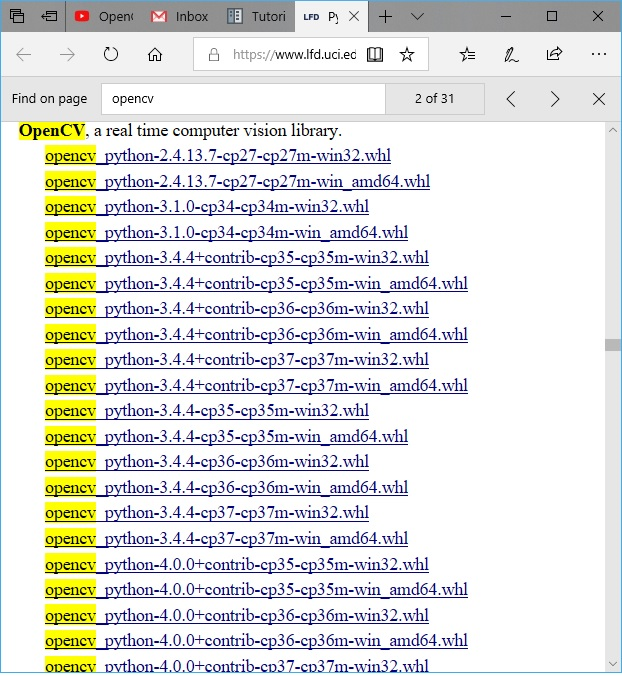 OpenC
Inbox
Tutori
LFD Py
https://www.lfd.uci.ed
Find on page
opencv
2 of 31
OpenCV, a real time computer vision library.
opencv_python-2.4.13.7-cp27-cp27m-win32.whl
opencv_python-2.4.13.7-cp27-cp27m-win_amd64.whl
opencv_python-3.1.0-cp34-cp34m-win32.whl
opencv_python-3.1.0-cp34-cp34m-win_amd64.whl
opencv_python-3.4.4+contrib-cp35-cp35m-win32.whl
opencv_python-3.4.4+contrib-cp35-cp35m-win_amd64.whl
opencv_python-3.4.4+contrib-cp36-cp36m-win32.whl
opencv_python-3.4.4+contrib-cp36-cp36m-win_amd64.whl
opencv_python-3.4.4+contrib-cp37-cp37m-win32.whl
opencv_python-3.4.4+contrib-cp37-cp37m-win_amd64.whl
opencv_python-3.4.4-cp35-cp35m-win32.whl
opencv_python-3.4.4-cp35-cp35m-win_amd64.whl
opencv_python-3.4.4-cp36-cp36m-win32.whl
opencv_python-3.4.4-cp36-cp36m-win_amd64.whl
opencv_python-3.4.4-cp37-cp37m-win32.whl
opencv_python-3.4.4-cp37-cp37m-win_amd64.whl
opencv_python-4.0.0+contrib-cp35-cp35m-win32.whl
opencv_python-4.0.0+contrib-cp35-cp35m-win_amd64.whl
opencv_python-4.0.0+contrib-cp36-cp36m-win32.whl
opencv_python-4.0.0+contrib-cp36-cp36m-win_amd64.whl
opencv_python-4.0.0+contrib-cp37-cp37m-win32.whl